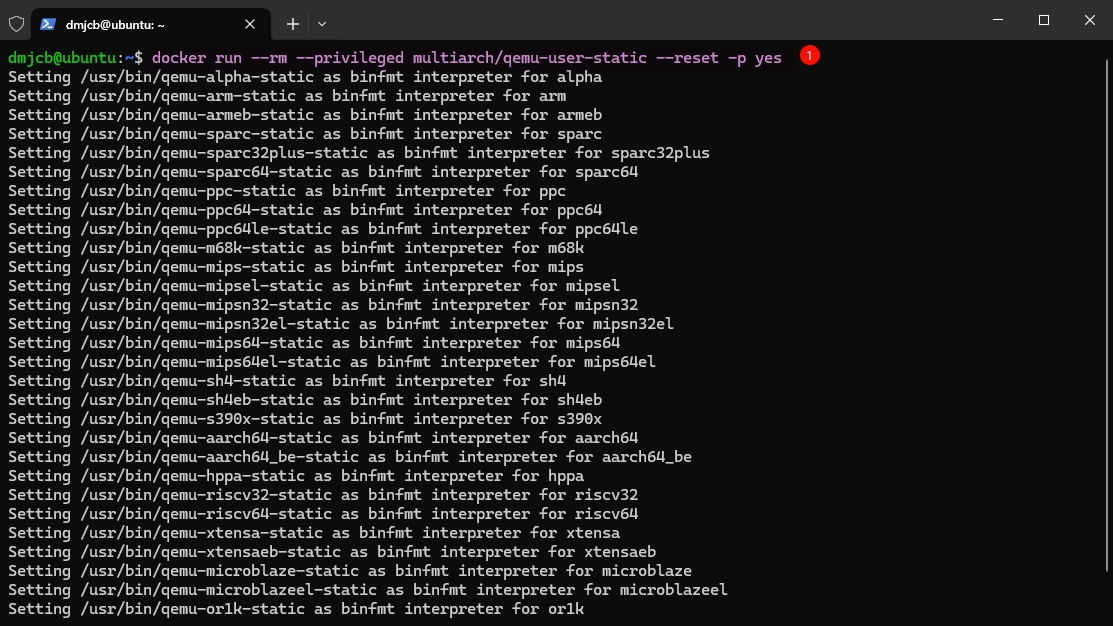 dmjcb@ubuntu: ~
dmjcb@ubuntu:~$ docker run --rm --privileged multiarch/qemu-user-static --reset -p yes 1
Setting /usr/bin/qemu-alpha-static as binfmt interpreter for alpha
Setting /usr/bin/qemu-arm-static as binfmt interpreter for arm
Setting /usr/bin/qemu-armeb-static as binfmt interpreter for armeb
Setting /usr/bin/qemu-sparc-static as binfmt interpreter for sparc
Setting /usr/bin/qemu-sparc32plus-static as binfmt interpreter for sparc32plus
Setting /usr/bin/qemu-sparc64-static as binfmt interpreter for sparc64
Setting /usr/bin/qemu-ppc-static as binfmt interpreter for ppc
Setting /usr/bin/qemu-ppc64-static as binfmt interpreter for ppc64
Setting /usr/bin/qemu-ppc64le-static as binfmt interpreter for ppc64le
Setting /usr/bin/qemu-m68k-static as binfmt interpreter for m68k
Setting /usr/bin/qemu-mips-static as binfmt interpreter for mips
Setting /usr/bin/qemu-mipsel-static as binfmt interpreter for mipsel
Setting /usr/bin/qemu-mipsn32-static as binfmt interpreter for mipsn32
Setting /usr/bin/qemu-mipsn32el-static as binfmt interpreter for mipsn32el
Setting /usr/bin/qemu-mips64-static as binfmt interpreter for mips64
Setting /usr/bin/qemu-mips64el-static as binfmt interpreter for mips64el
Setting /usr/bin/qemu-sh4-static as binfmt interpreter for sh4
Setting /usr/bin/qemu-sh4eb-static as binfmt interpreter for sh4eb
Setting /usr/bin/qemu-s390x-static as binfmt interpreter for s390x
Setting /usr/bin/qemu-aarch64-static as binfmt interpreter for aarch64
Setting /usr/bin/qemu-aarch64_be-static as binfmt interpreter for aarch64_be
Setting /usr/bin/qemu-hppa-static as binfmt interpreter for hppa
Setting /usr/bin/qemu-riscv32-static as binfmt interpreter for riscv32
Setting /usr/bin/qemu-riscv64-static as binfmt interpreter for riscv64
Setting /usr/bin/qemu-xtensa-static as binfmt interpreter for xtensa
Setting /usr/bin/qemu-xtensaeb-static as binfmt interpreter for xtensaeb
Setting /usr/bin/qemu-microblaze-static as binfmt interpreter for microblaze
Setting /usr/bin/qemu-microblazeel-static as binfmt interpreter for microblazeel
Setting /usr/bin/qemu-or1k-static as binfmt interpreter for or1k